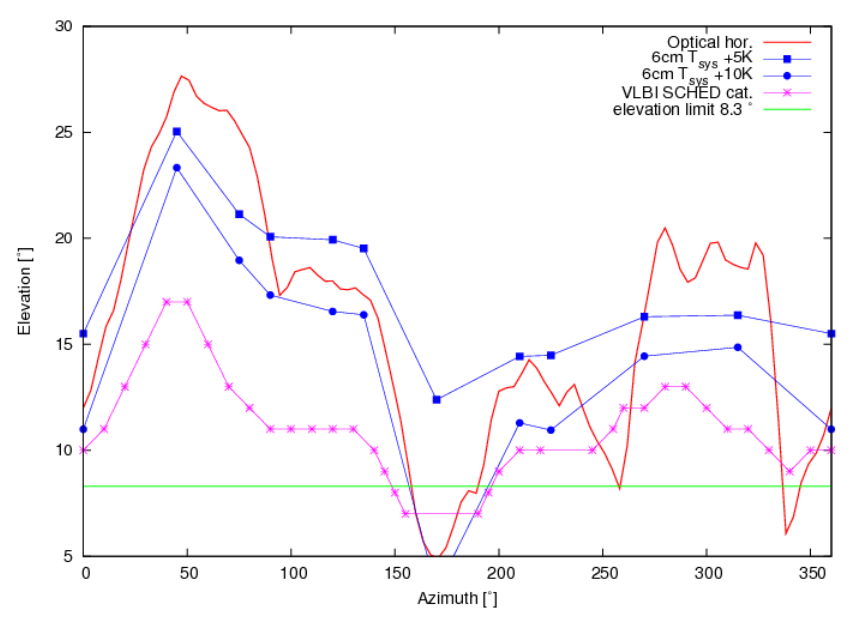 Optical hor.
6cm Tsys +5K
6cm Tsys +10K
VLBI SCHED cat.
elevation limit 8.3 °
30
25
20
15
10
5
Elevation [°]
0 50 100 150 200 250 300 350
Azimuth [°]